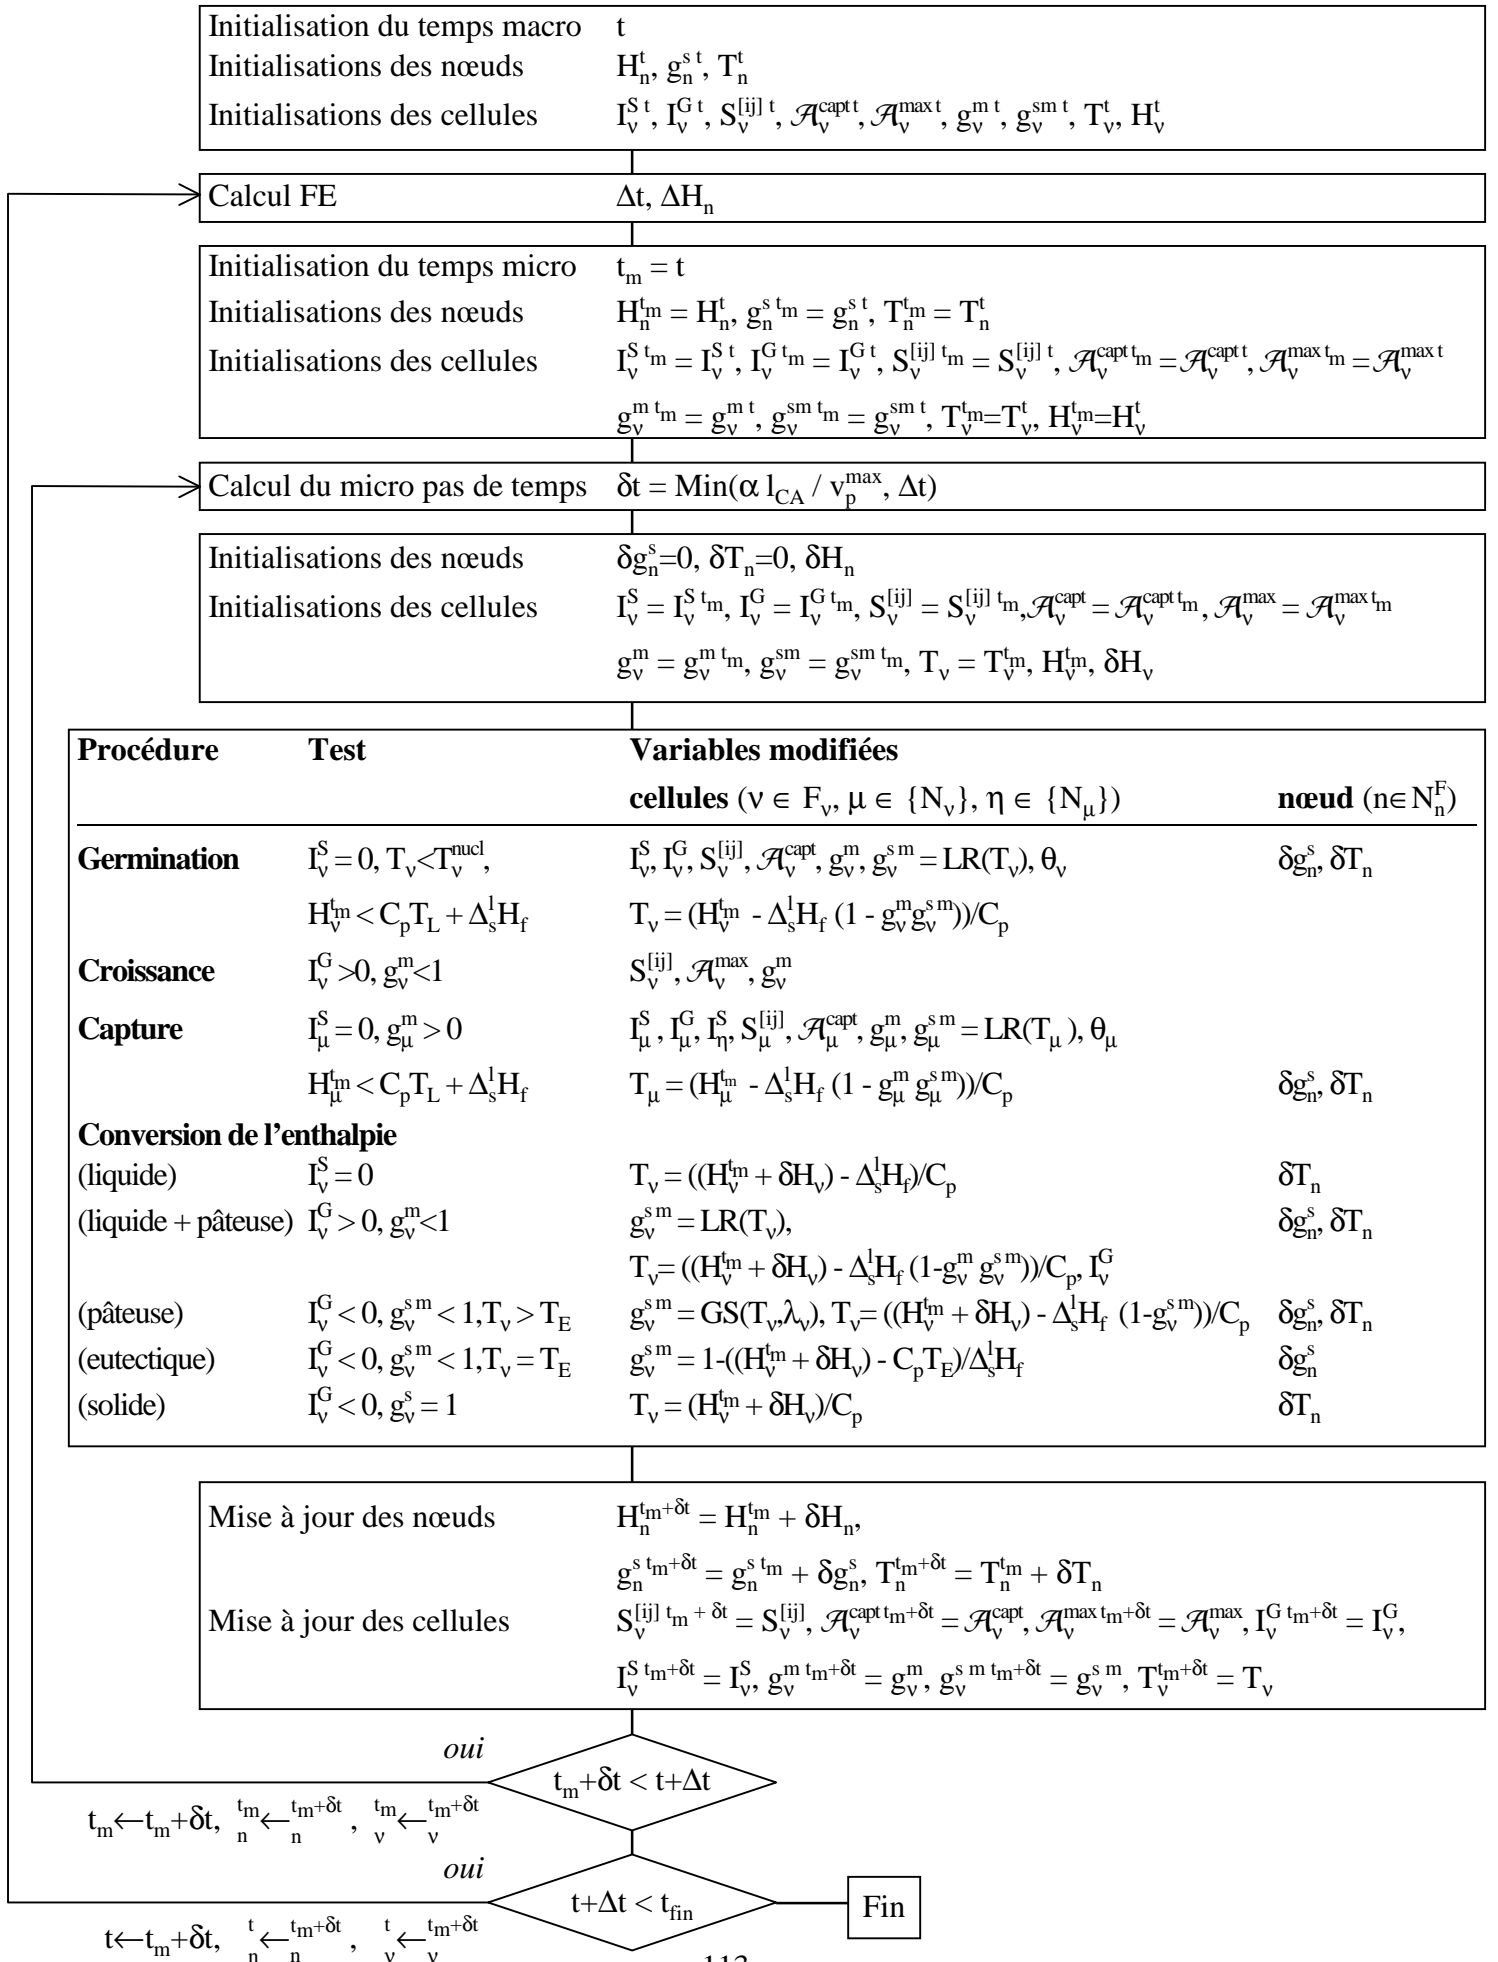 Initialisation du temps macro t
Initialisations des nœuds H_n^t, g_n^{s t}, T_n^t
Initialisations des cellules I_ν^{S t}, I_ν^{G t}, S_ν^{[ij] t}, 𝒜_ν^{capt t}, 𝒜_ν^{max t}, g_ν^{m t}, g_ν^{sm t}, T_ν^t, H_ν^t
Calcul FE Δt, ΔH_n
Initialisation du temps micro t_m = t
Initialisations des nœuds H_n^{t_m} = H_n^t, g_n^{s t_m} = g_n^{s t}, T_n^{t_m} = T_n^t
Initialisations des cellules I_ν^{S t_m} = I_ν^{S t}, I_ν^{G t_m} = I_ν^{G t}, S_ν^{[ij] t_m} = S_ν^{[ij] t}, 𝒜_ν^{capt t_m} = 𝒜_ν^{capt t}, 𝒜_ν^{max t_m} = 𝒜_ν^{max t}
g_ν^{m t_m} = g_ν^{m t}, g_ν^{sm t_m} = g_ν^{sm t}, T_ν^{t_m}=T_ν^t, H_ν^{t_m}=H_ν^t
Calcul du micro pas de temps δt = Min(α l_{CA} / v_p^{max}, Δt)
Initialisations des nœuds δg_n^s=0, δT_n=0, δH_n
Initialisations des cellules I_ν^S = I_ν^{S t_m}, I_ν^G = I_ν^{G t_m}, S_ν^{[ij]} = S_ν^{[ij] t_m}, 𝒜_ν^{capt} = 𝒜_ν^{capt t_m}, 𝒜_ν^{max} = 𝒜_ν^{max t_m}
g_ν^m = g_ν^{m t_m}, g_ν^{sm} = g_ν^{sm t_m}, T_ν = T_ν^{t_m}, H_ν^{t_m}, δH_ν
Procédure Test Variables modifiées
cellules (ν ∈ F_ν, μ ∈ {N_ν}, η ∈ {N_μ}) nœud (n∈N_n^F)
Germination I_ν^S = 0, T_ν<T_ν^{nucl}, I_ν^S, I_ν^G, S_ν^{[ij]}, 𝒜_ν^{capt}, g_ν^m, g_ν^{s m} = LR(T_ν), θ_ν δg_n^s, δT_n
H_ν^{t_m} < C_pT_L + Δ_s^lH_f T_ν = (H_ν^{t_m} - Δ_s^lH_f (1 - g_ν^m g_ν^{s m}))/C_p
Croissance I_ν^G >0, g_ν^m<1 S_ν^{[ij]}, 𝒜_ν^{max}, g_ν^m
Capture I_μ^S = 0, g_μ^m > 0 I_μ^S, I_μ^G, I_η^S, S_μ^{[ij]}, 𝒜_μ^{capt}, g_μ^m, g_μ^{s m} = LR(T_μ ), θ_μ
H_μ^{t_m} < C_pT_L + Δ_s^lH_f T_μ = (H_μ^{t_m} - Δ_s^lH_f (1 - g_μ^m g_μ^{s m}))/C_p δg_n^s, δT_n
Conversion de l'enthalpie
(liquide) I_ν^S = 0 T_ν = ((H_ν^{t_m} + δH_ν) - Δ_s^lH_f)/C_p δT_n
(liquide + pâteuse) I_ν^G > 0, g_ν^m<1 g_ν^{s m} = LR(T_ν), δg_n^s, δT_n
T_ν= ((H_ν^{t_m} + δH_ν) - Δ_s^lH_f (1-g_ν^m g_ν^{s m}))/C_p, I_ν^G
(pâteuse) I_ν^G < 0, g_ν^{s m} < 1,T_ν > T_E g_ν^{s m} = GS(T_ν,λ_ν), T_ν= ((H_ν^{t_m} + δH_ν) - Δ_s^lH_f (1-g_ν^{s m}))/C_p δg_n^s, δT_n
(eutectique) I_ν^G < 0, g_ν^{s m} < 1,T_ν = T_E g_ν^{s m} = 1-((H_ν^{t_m} + δH_ν) - C_pT_E)/Δ_s^lH_f δg_n^s
(solide) I_ν^G < 0, g_ν^s = 1 T_ν = (H_ν^{t_m} + δH_ν)/C_p δT_n
Mise à jour des nœuds H_n^{t_m+δt} = H_n^{t_m} + δH_n,
g_n^{s t_m+δt} = g_n^{s t_m} + δg_n^s, T_n^{t_m+δt} = T_n^{t_m} + δT_n
Mise à jour des cellules S_ν^{[ij] t_m + δt} = S_ν^{[ij]}, 𝒜_ν^{capt t_m+δt} = 𝒜_ν^{capt}, 𝒜_ν^{max t_m+δt} = 𝒜_ν^{max}, I_ν^{G t_m+δt} = I_ν^G,
I_ν^{S t_m+δt} = I_ν^S, g_ν^{m t_m+δt} = g_ν^m, g_ν^{s m t_m+δt} = g_ν^{s m}, T_ν^{t_m+δt} = T_ν
oui
t_m+δt < t+Δt
t_m←t_m+δt, _n^{t_m}←_n^{t_m+δt} , _ν^{t_m}←_ν^{t_m+δt}
oui
t+Δt < t_{fin} Fin
t←t_m+δt, _n^t←_n^{t_m+δt} , _ν^t←_ν^{t_m+δt}